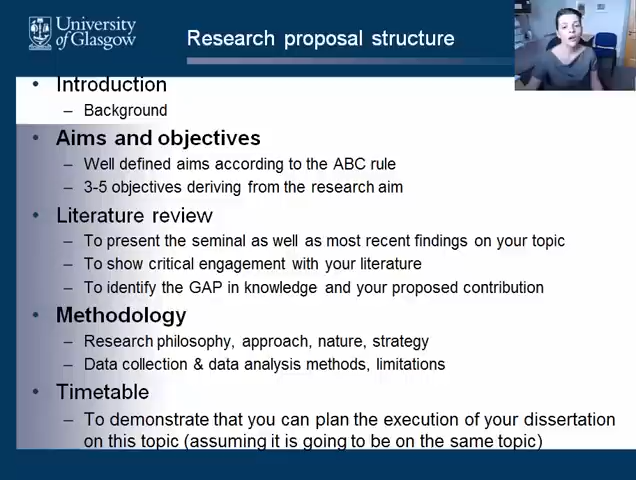 University
of Glasgow
Research proposal structure
• Introduction
– Background
• Aims and objectives
– Well defined aims according to the ABC rule
– 3-5 objectives deriving from the research aim
• Literature review
– To present the seminal as well as most recent findings on your topic
– To show critical engagement with your literature
– To identify the GAP in knowledge and your proposed contribution
• Methodology
– Research philosophy, approach, nature, strategy
– Data collection & data analysis methods, limitations
• Timetable
– To demonstrate that you can plan the execution of your dissertation
on this topic (assuming it is going to be on the same topic)